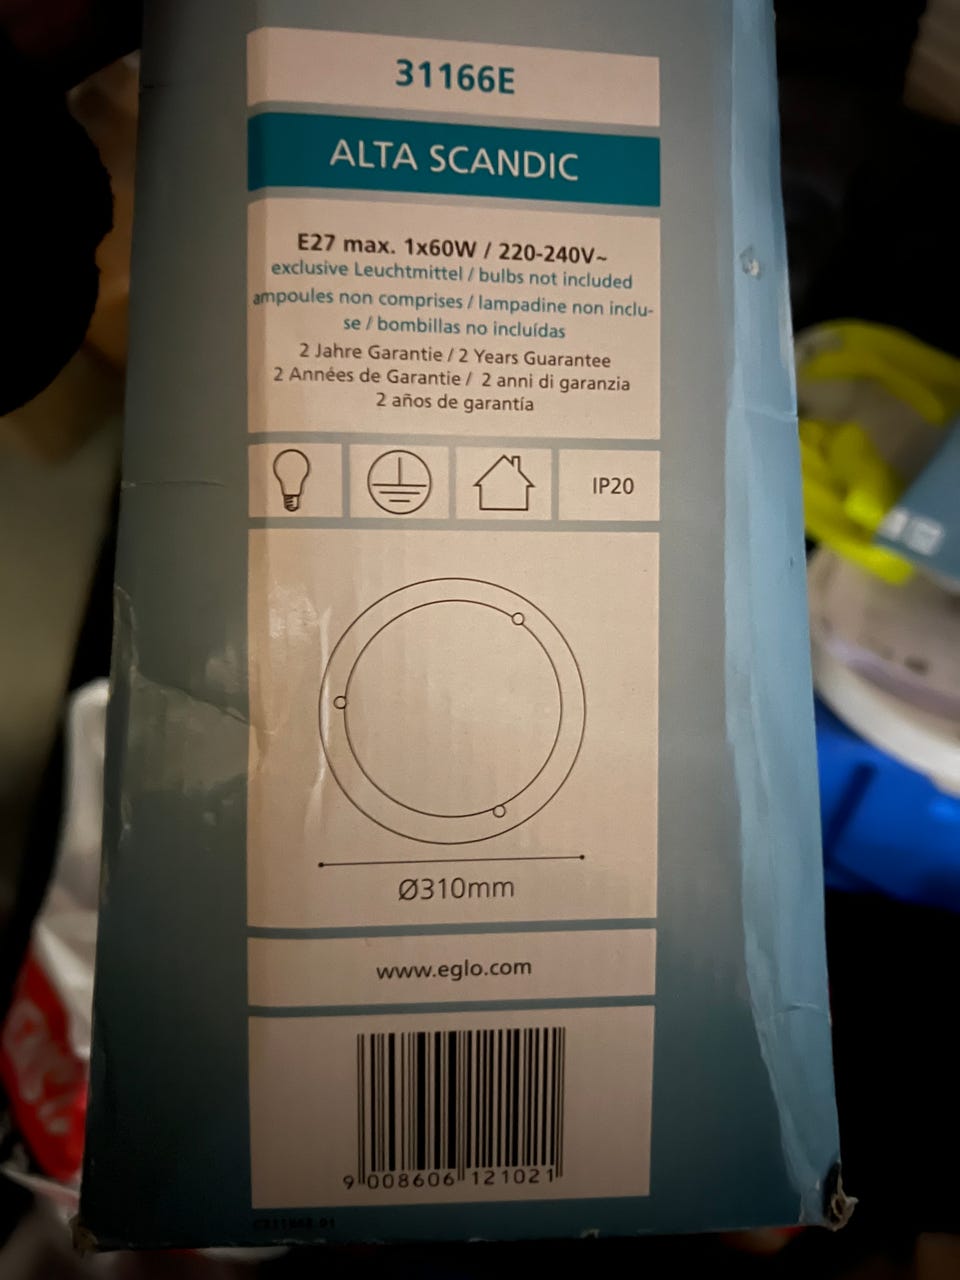 31166E
ALTA SCANDIC
E27 max. 1x60W / 220-240V~
exclusive Leuchtmittel / bulbs not included
ampoules non comprises / lampadine non inclu-
se / bombillas no incluídas
2 Jahre Garantie / 2 Years Guarantee
2 Années de Garantie / 2 anni di garanzia
2 años de garantía
IP20
Ø310mm
www.eglo.com
9 008606 121021